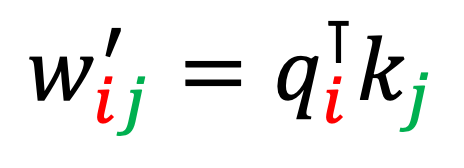 w′ᵢⱼ = qᵢᵀkⱼ